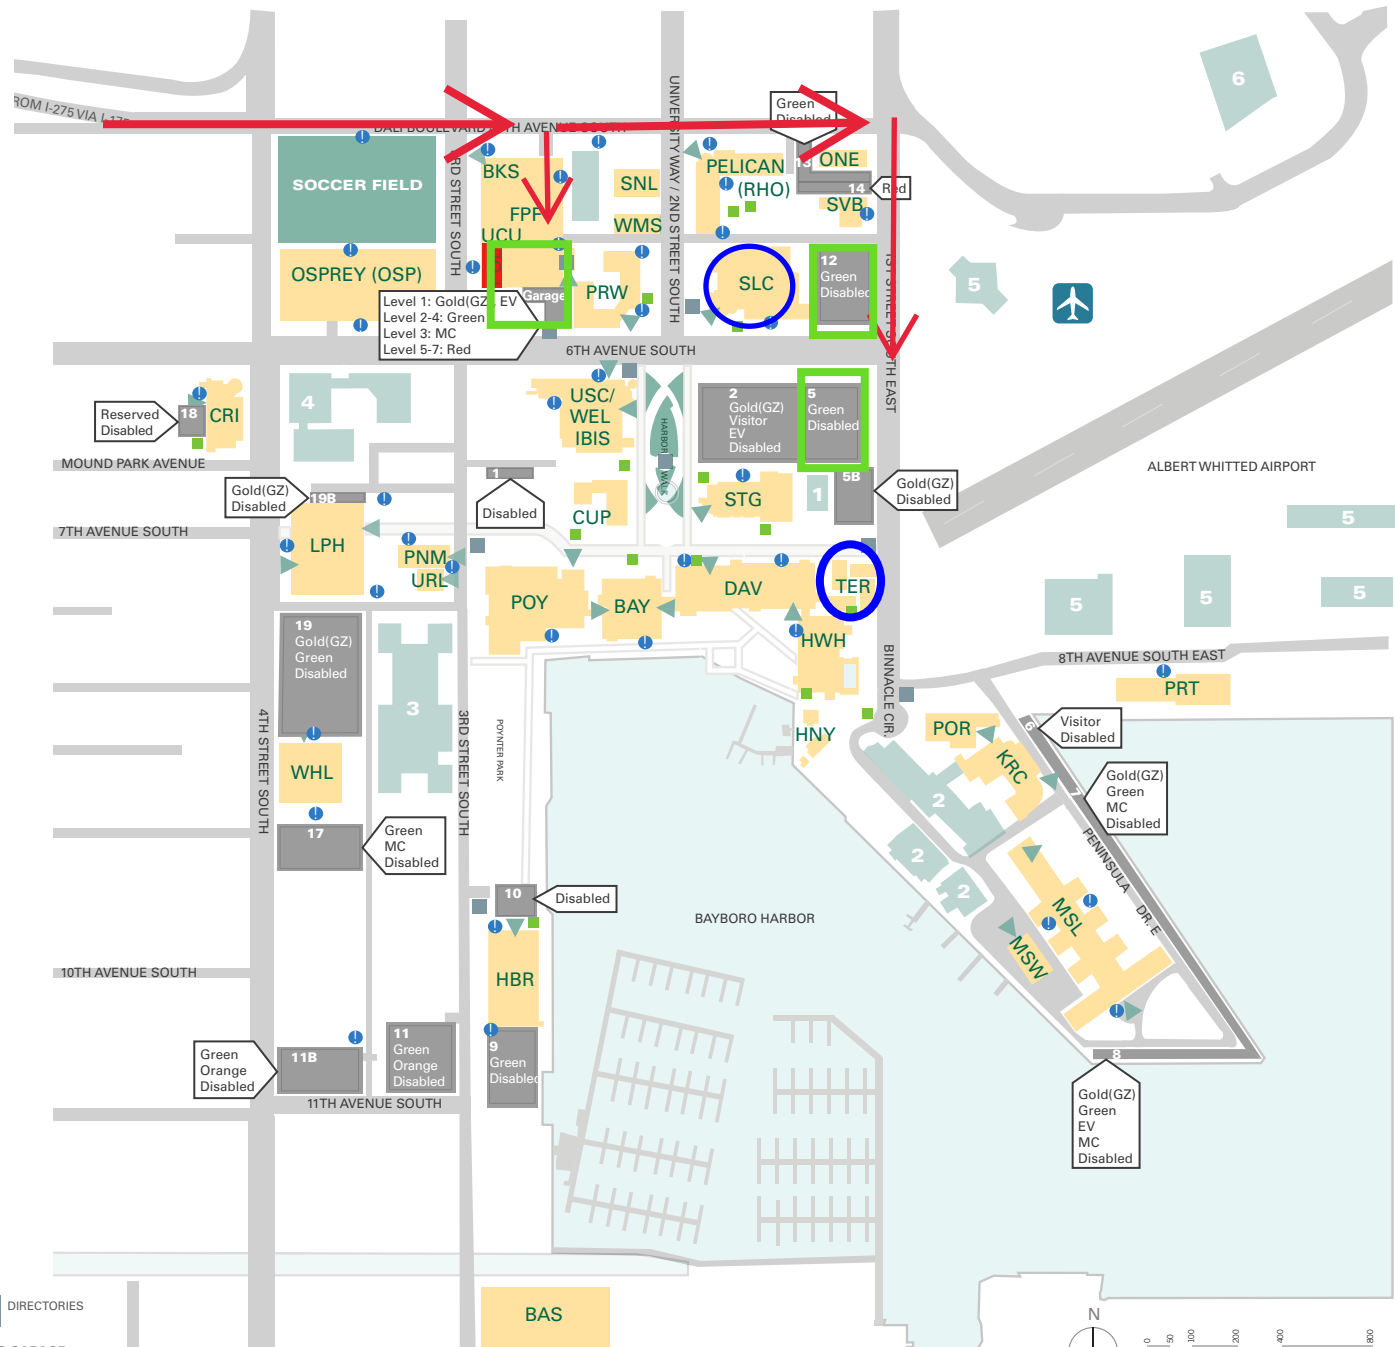 6
ROM I-275 VIA I-175
Green
Disabled
DALI BOULEVARD
AVENUE SOUTH
13
ONE
SOCCER FIELD
3RD STREET SOUTH
BKS
FPF
UCU
SNL
WMS
UNIVERSITY WAY / 2ND STREET SOUTH
PELICAN
(RHO)
14
Red
SVB
OSPREY (OSP)
Garage
PRW
SLC
12
Green
Disabled
1ST STREET SOUTH EAST
5
Level 1: Gold(GZ), EV
Level 2-4: Green
Level 3: MC
Level 5-7: Red
6TH AVENUE SOUTH
Reserved
Disabled
18
CRI
4
USC/
WEL
IBIS
HARBOR WALK
2
Gold(GZ)
Visitor
EV
Disabled
5
Green
Disabled
MOUND PARK AVENUE
ALBERT WHITTED AIRPORT
Gold(GZ)
Disabled
19B
1
Disabled
STG
1
5B
Gold(GZ)
Disabled
CUP
7TH AVENUE SOUTH
5
LPH
PNM
URL
POY
BAY
DAV
TER
5
5
5
19
Gold(GZ)
Green
Disabled
HWH
BINNACLE CIR.
8TH AVENUE SOUTH EAST
PRT
3
4TH STREET SOUTH
3RD STREET SOUTH
POYNTER PARK
HNY
POR
KRC
6
Visitor
Disabled
WHL
2
7
Gold(GZ)
Green
MC
Disabled
17
Green
MC
Disabled
2
2
PENINSULA DR. E
10
Disabled
BAYBORO HARBOR
MSL
MSW
10TH AVENUE SOUTH
HBR
Green
Orange
Disabled
11B
11
Green
Orange
Disabled
9
Green
Disabled
8
Gold(GZ)
Green
EV
MC
Disabled
11TH AVENUE SOUTH
DIRECTORIES
BAS
N
0
50
100
200
400
800